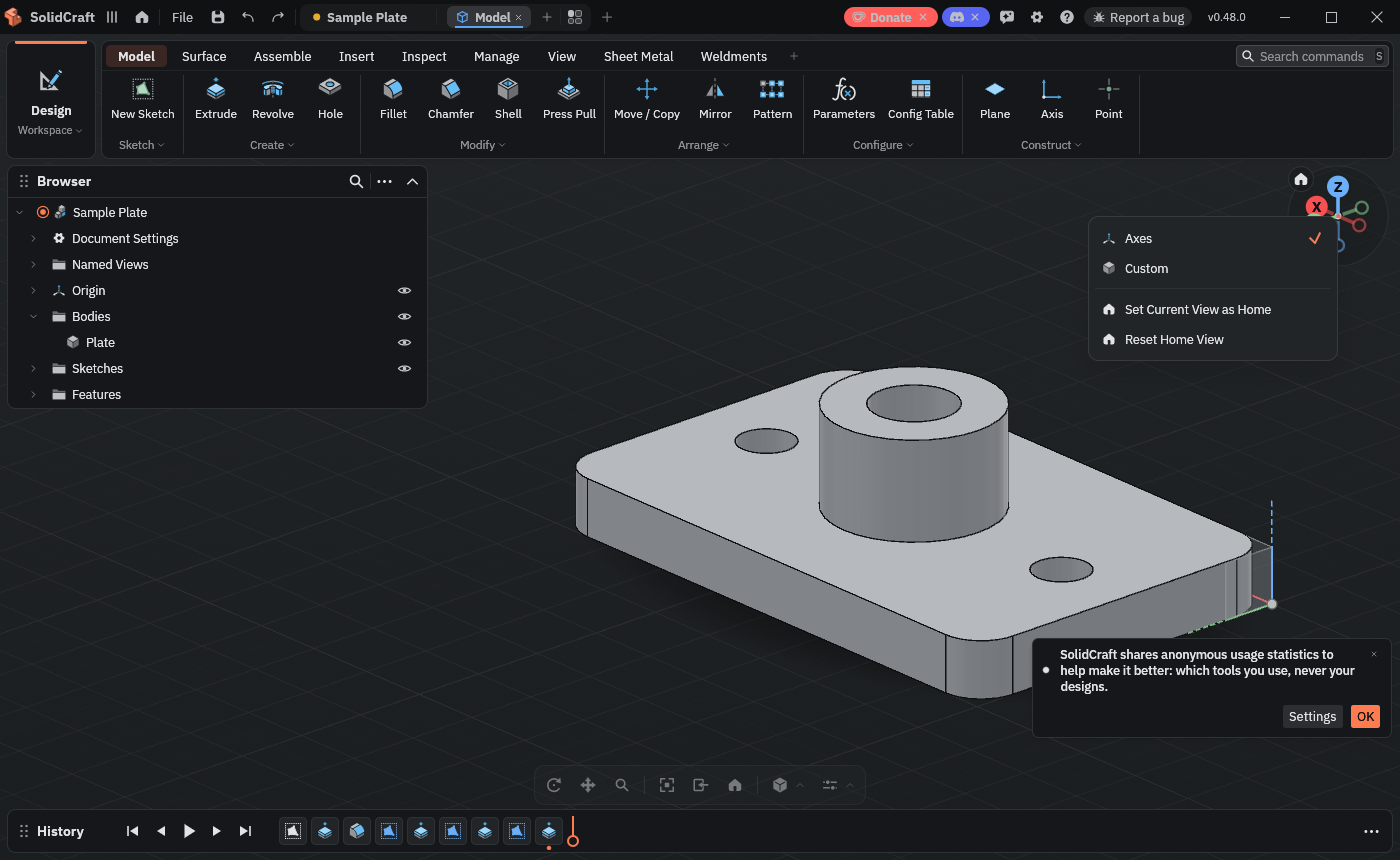 SolidCraft
File
Sample Plate
Model
Donate
Report a bug
v0.48.0
Design
Workspace
Model
Surface
Assemble
Insert
Inspect
Manage
View
Sheet Metal
Weldments
Search commands
S
New Sketch
Extrude
Revolve
Hole
Fillet
Chamfer
Shell
Press Pull
Move / Copy
Mirror
Pattern
Parameters
Config Table
Plane
Axis
Point
Sketch
Create
Modify
Arrange
Configure
Construct
Browser
Sample Plate
Document Settings
Named Views
Origin
Bodies
Plate
Sketches
Features
Z
X
Axes
Custom
Set Current View as Home
Reset Home View
SolidCraft shares anonymous usage statistics to
help make it better: which tools you use, never your
designs.
Settings
OK
History